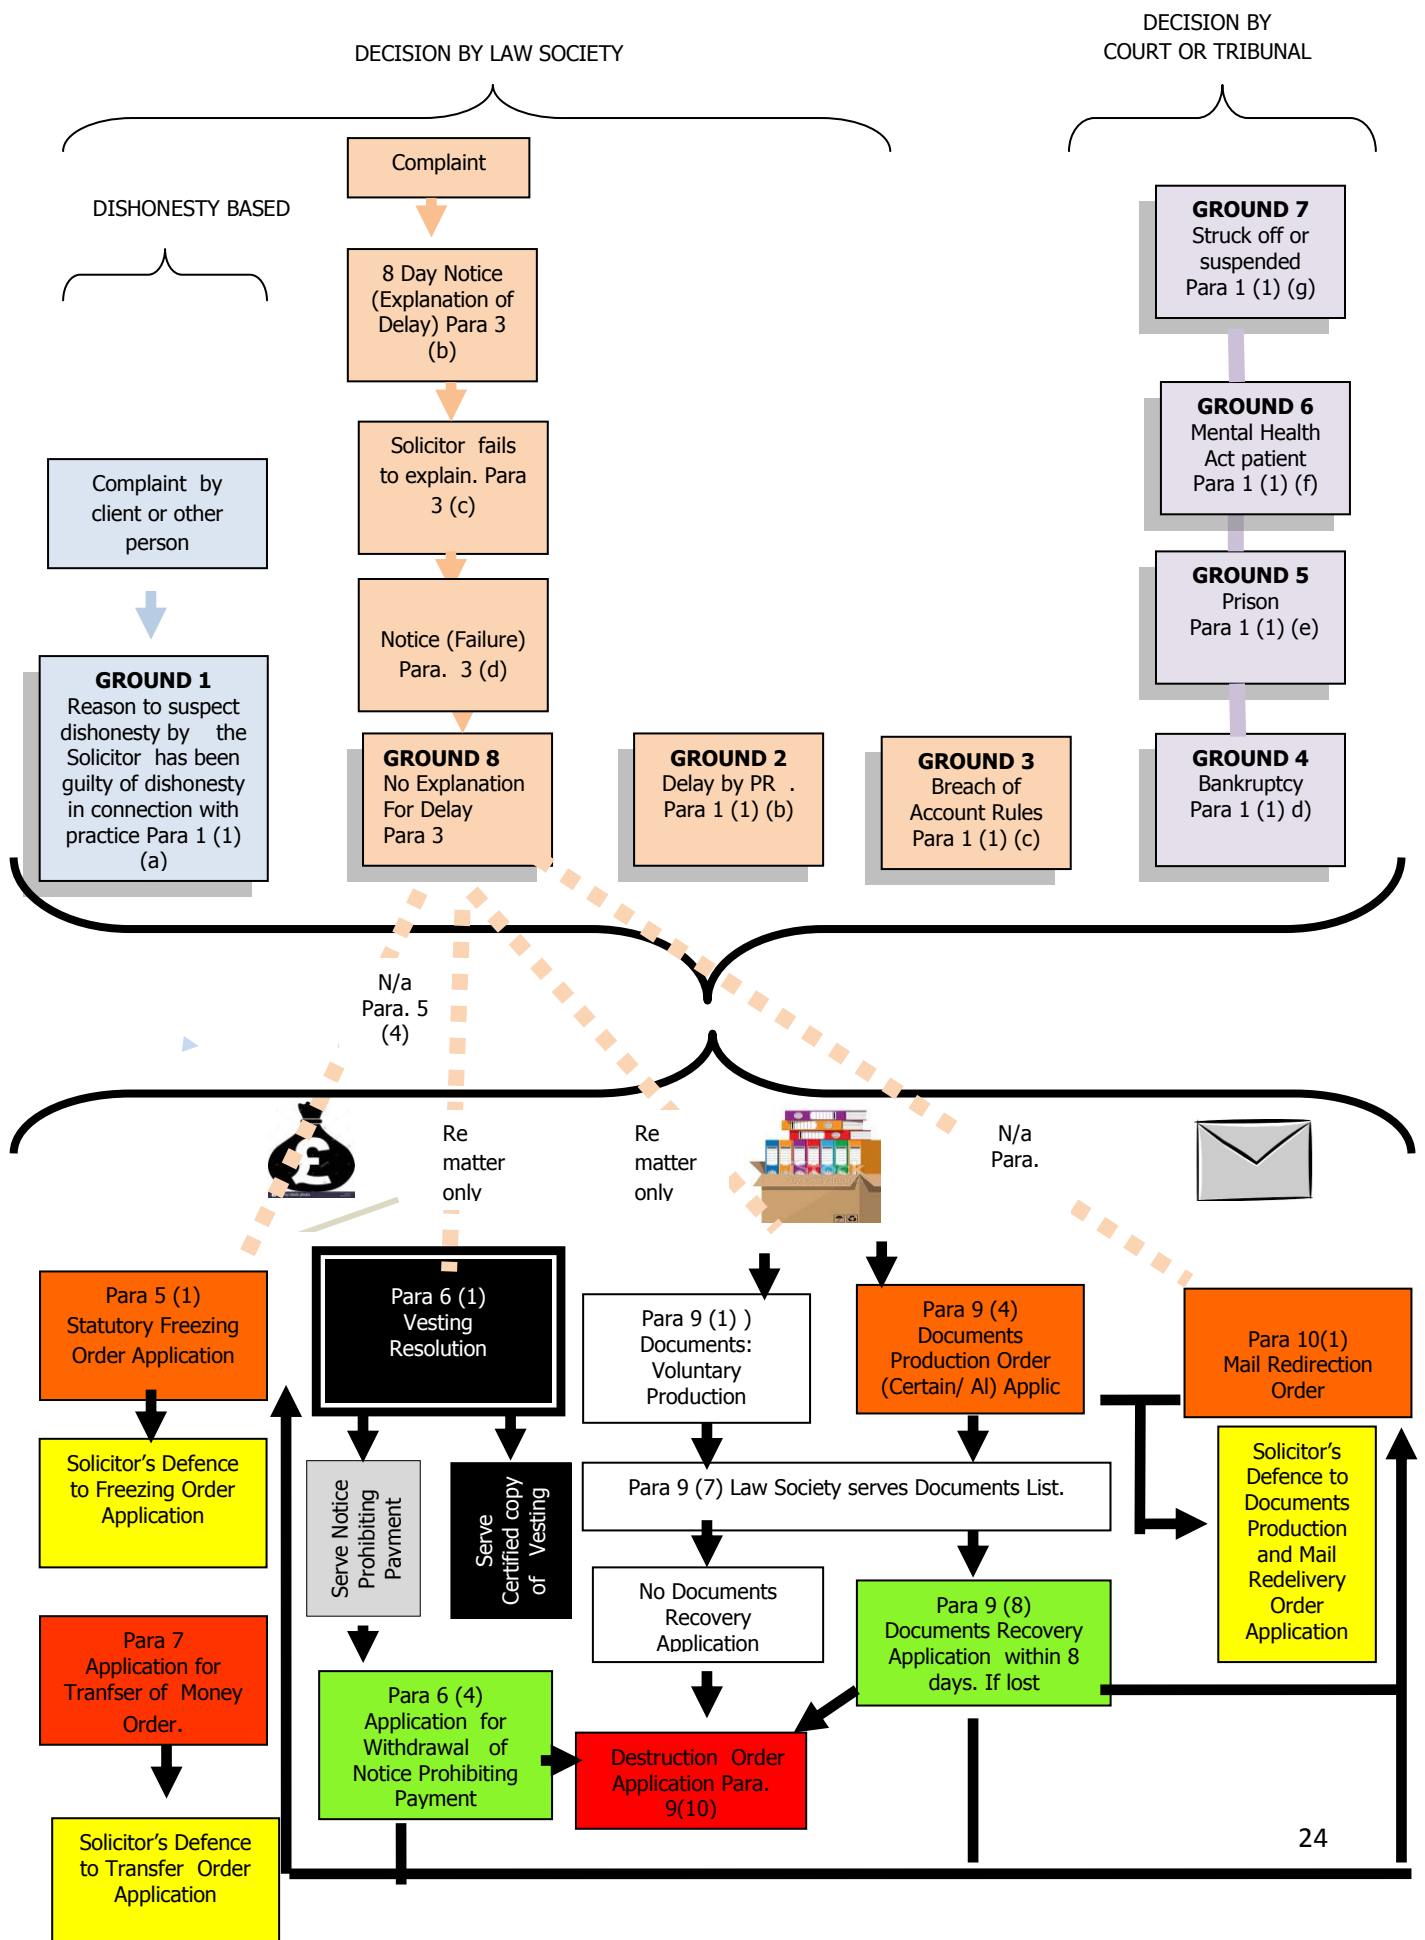 DECISION BY LAW SOCIETY
DECISION BY
COURT OR TRIBUNAL
DISHONESTY BASED
Complaint
8 Day Notice
(Explanation of
Delay) Para 3
(b)
Solicitor fails
to explain. Para
3 (c)
Notice (Failure)
Para. 3 (d)
Complaint by
client or other
person
GROUND 7
Struck off or
suspended
Para 1 (1) (g)
GROUND 6
Mental Health
Act patient
Para 1 (1) (f)
GROUND 5
Prison
Para 1 (1) (e)
GROUND 1
Reason to suspect
dishonesty by the
Solicitor has been
guilty of dishonesty
in connection with
practice Para 1 (1)
(a)
GROUND 8
No Explanation
For Delay
Para 3
GROUND 2
Delay by PR .
Para 1 (1) (b)
GROUND 3
Breach of
Account Rules
Para 1 (1) (c)
GROUND 4
Bankruptcy
Para 1 (1) d)
N/a
Para. 5
(4)
Re
matter
only
Re
matter
only
N/a
Para.
Para 5 (1)
Statutory Freezing
Order Application
Para 6 (1)
Vesting
Resolution
Para 9 (1) )
Documents:
Voluntary
Production
Para 9 (4)
Documents
Production Order
(Certain/ Al) Applic
Para 10(1)
Mail Redirection
Order
Solicitor's Defence
to Freezing Order
Application
Serve Notice
Prohibiting
Payment
Serve
Certified copy
of Vesting
Para 9 (7) Law Society serves Documents List.
Solicitor's
Defence to
Documents
Production
and Mail
Redelivery
Order
Application
No Documents
Recovery
Application
Para 9 (8)
Documents Recovery
Application within 8
days. If lost
Para 7
Application for
Tranfser of Money
Order.
Para 6 (4)
Application for
Withdrawal of
Notice Prohibiting
Payment
Destruction Order
Application Para.
9(10)
Solicitor's Defence
to Transfer Order
Application
24